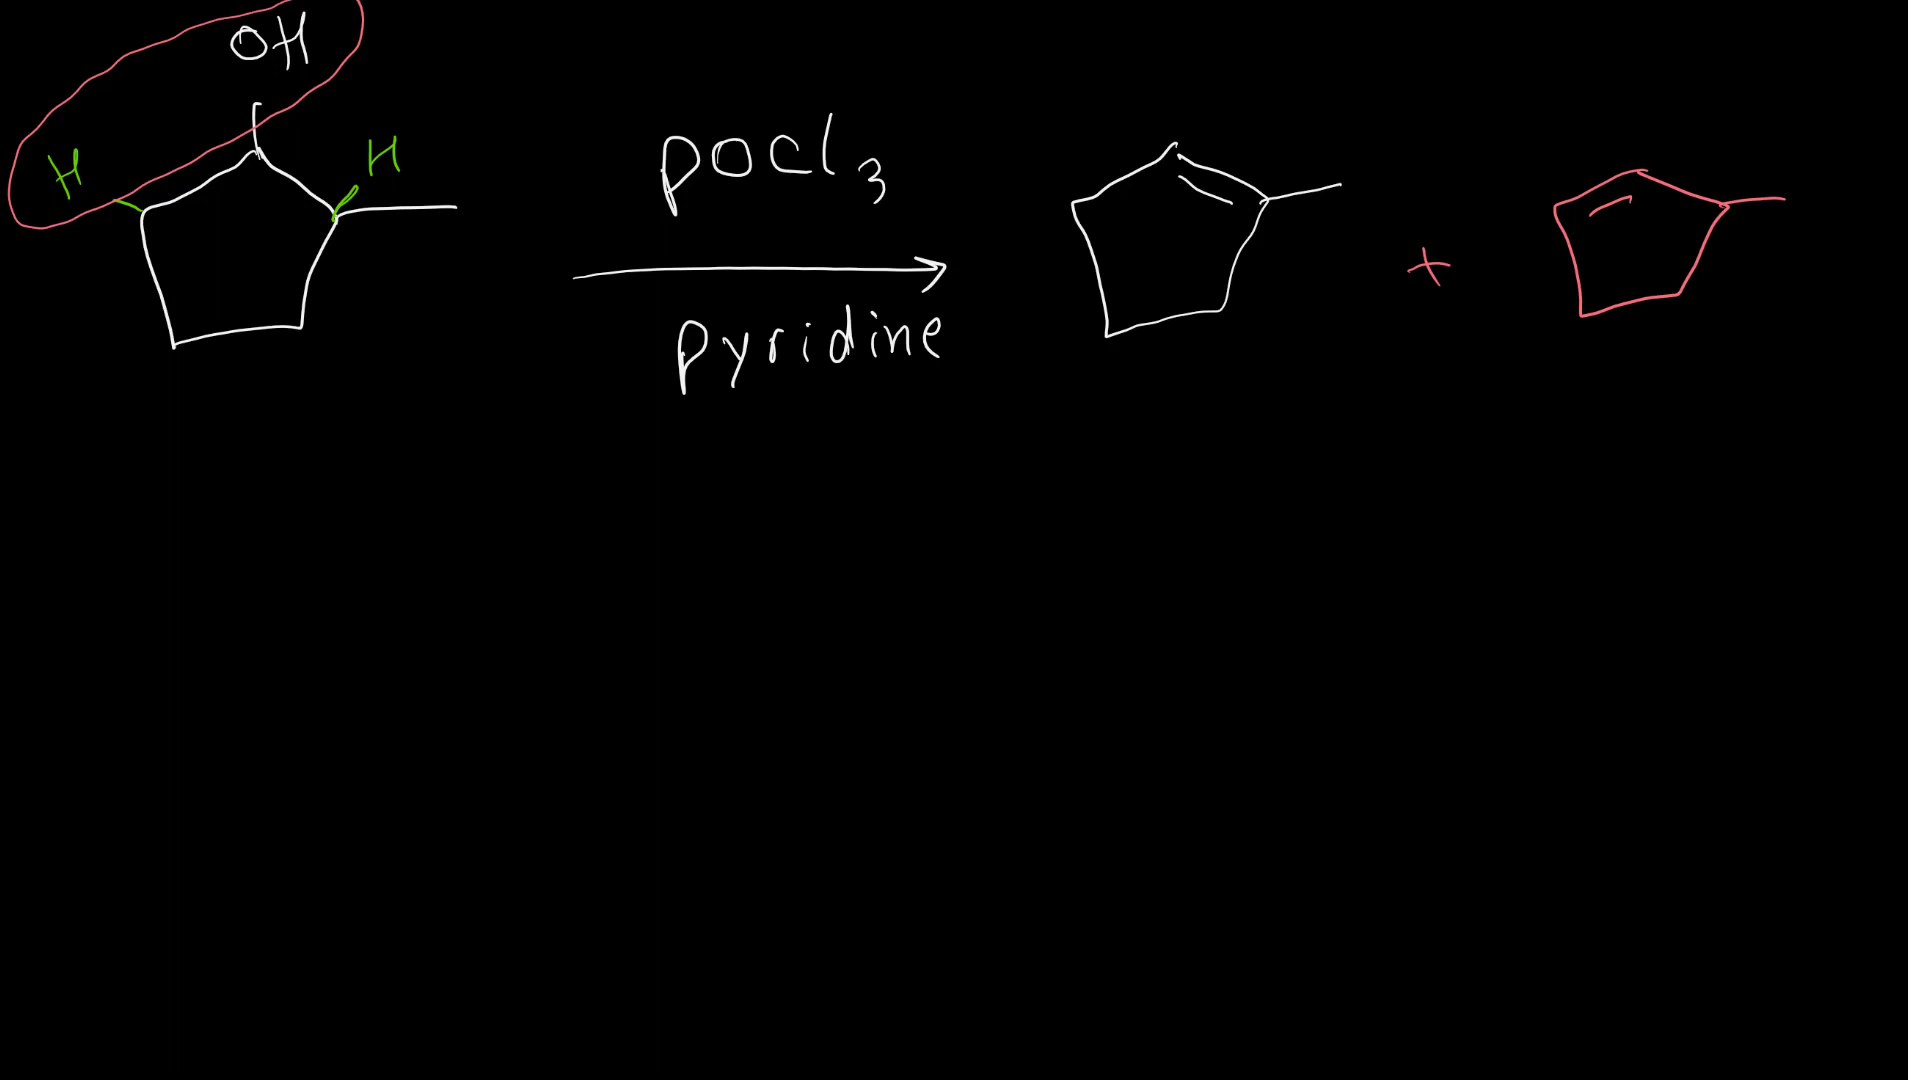 OH
H
H
POCl3
+
Pyridine